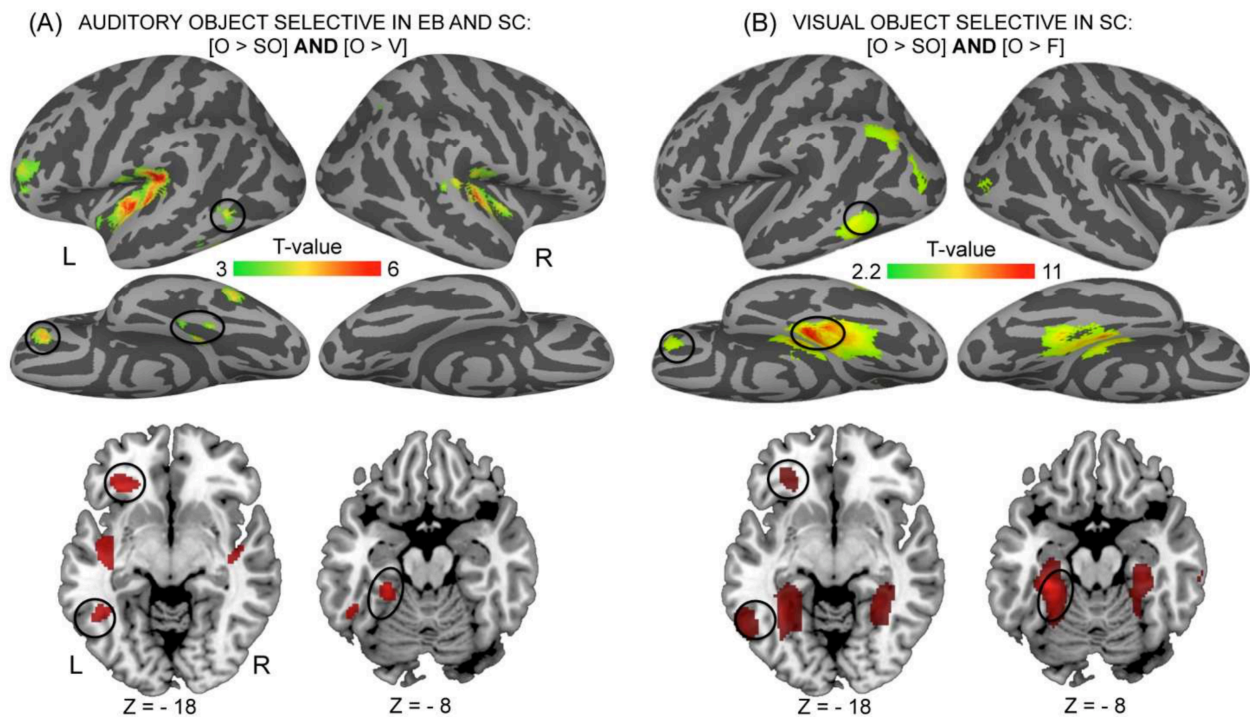 (A) AUDITORY OBJECT SELECTIVE IN EB AND SC:
[O > SO] AND [O > V]
L
R
T-value
3
6
L
R
Z = - 18
Z = - 8
(B) VISUAL OBJECT SELECTIVE IN SC:
[O > SO] AND [O > F]
T-value
2.2
11
Z = - 18
Z = - 8